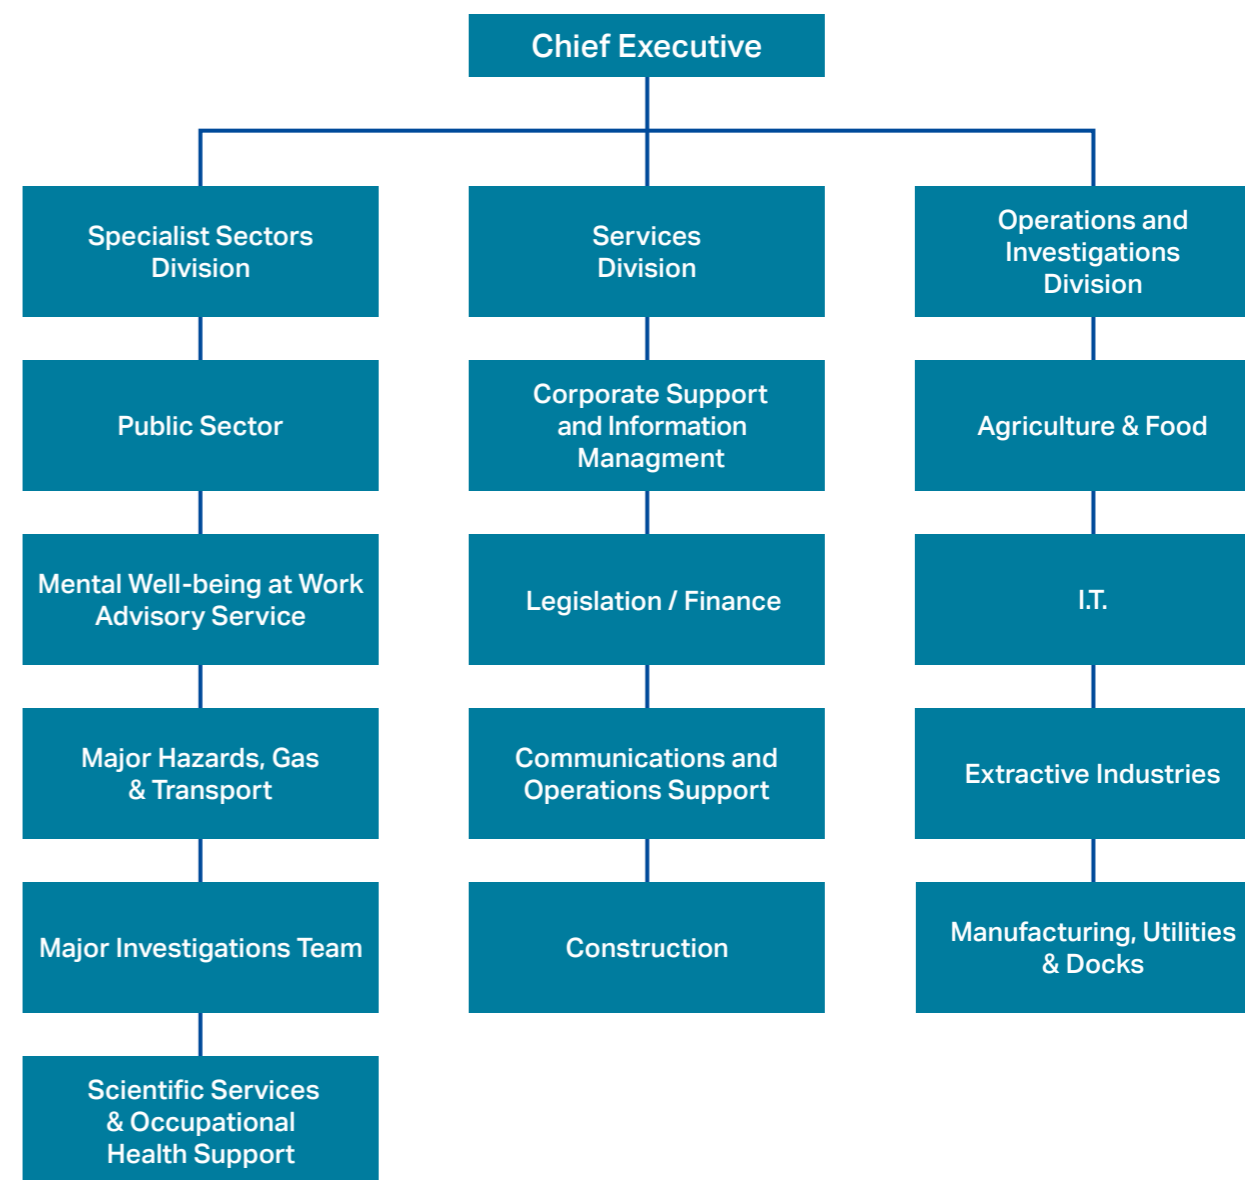 Chief Executive
Specialist Sectors
Division
Public Sector
Mental Well-being at Work
Advisory Service
Major Hazards, Gas
& Transport
Major Investigations Team
Scientific Services
& Occupational
Health Support
Services
Division
Corporate Support
and Information
Managment
Legislation / Finance
Communications and
Operations Support
Construction
Operations and
Investigations
Division
Agriculture & Food
I.T.
Extractive Industries
Manufacturing, Utilities
& Docks